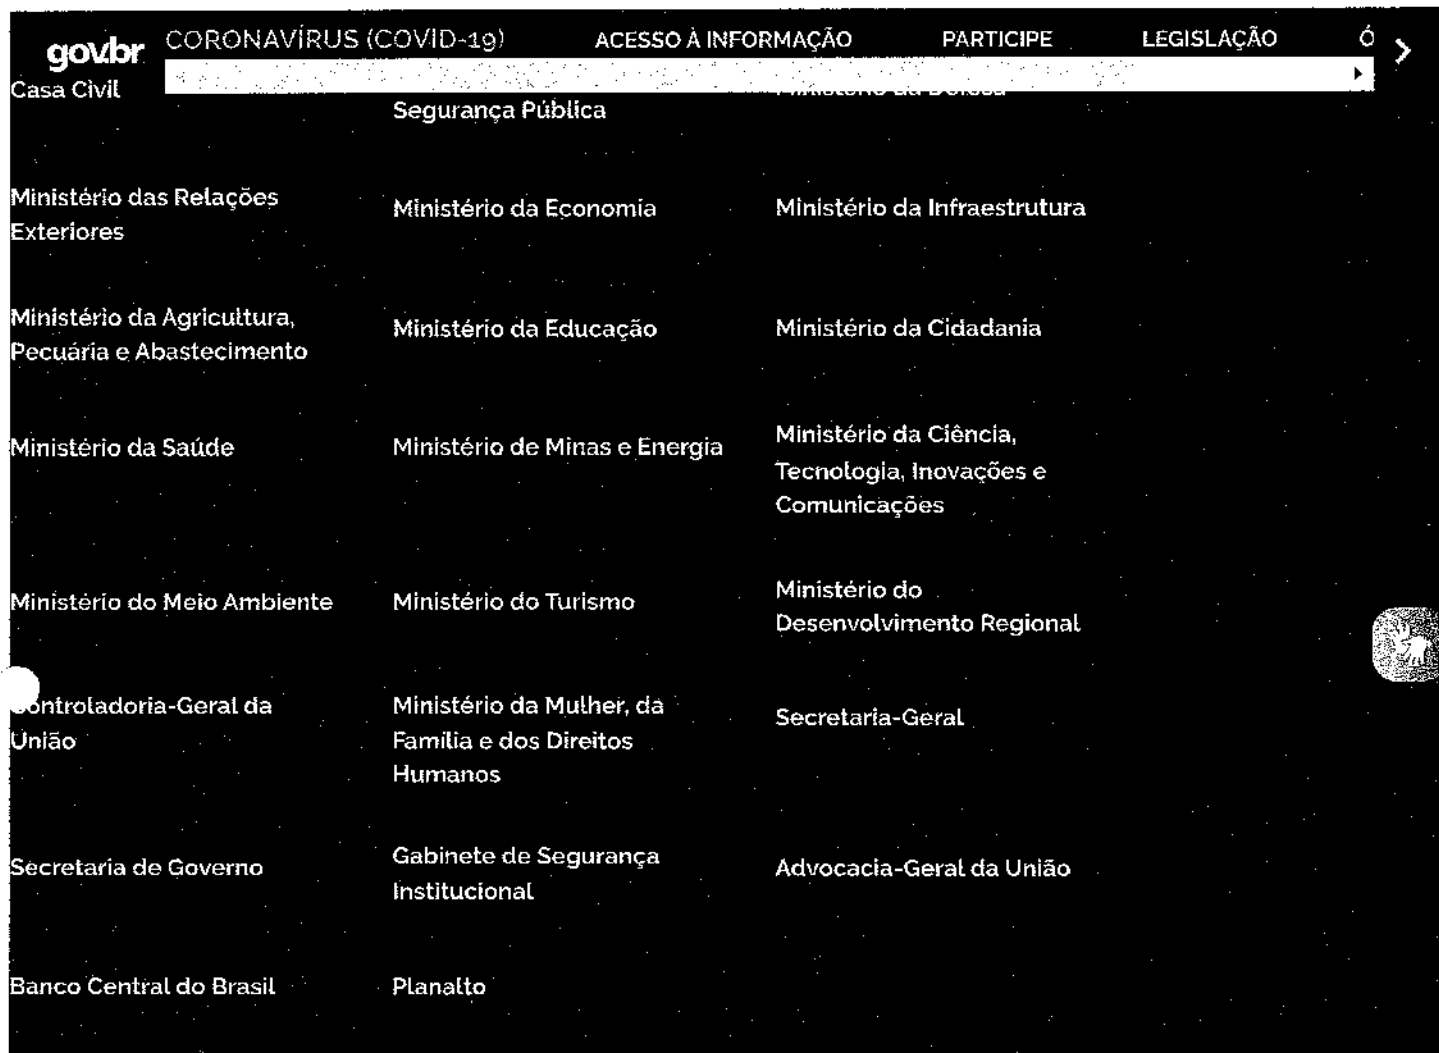 gov.br CORONAVÍRUS (COVID-19) ACESSO À INFORMAÇÃO PARTICIPE LEGISLAÇÃO Ó
Casa Civil
Segurança Pública
Ministério das Relações
Exteriores
Ministério da Economia
Ministério da Infraestrutura
Ministério da Agricultura,
Pecuária e Abastecimento
Ministério da Educação
Ministério da Cidadania
Ministério da Saúde
Ministério de Minas e Energia
Ministério da Ciência,
Tecnologia, Inovações e
Comunicações
Ministério do Meio Ambiente
Ministério do Turismo
Ministério do
Desenvolvimento Regional
Controladoria-Geral da
União
Ministério da Mulher, da
Família e dos Direitos
Humanos
Secretaria-Geral
Secretaria de Governo
Gabinete de Segurança
Institucional
Advocacia-Geral da União
Banco Central do Brasil
Planalto